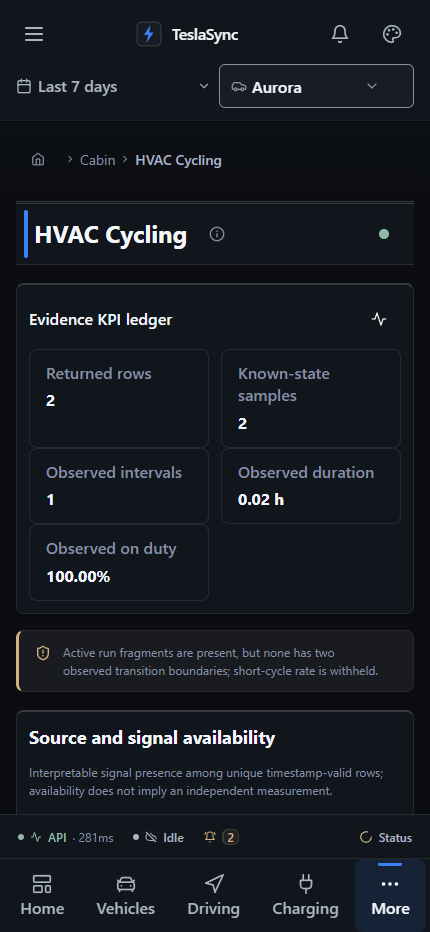 TeslaSync
Last 7 days
Aurora
Cabin
HVAC Cycling
HVAC Cycling
Evidence KPI ledger
Returned rows
2
Known-state
samples
2
Observed intervals
1
Observed duration
0.02 h
Observed on duty
100.00%
Active run fragments are present, but none has two
observed transition boundaries; short-cycle rate is withheld.
Source and signal availability
Interpretable signal presence among unique timestamp-valid rows;
availability does not imply an independent measurement.
API · 281ms
Idle
2
Status
Home
Vehicles
Driving
Charging
More